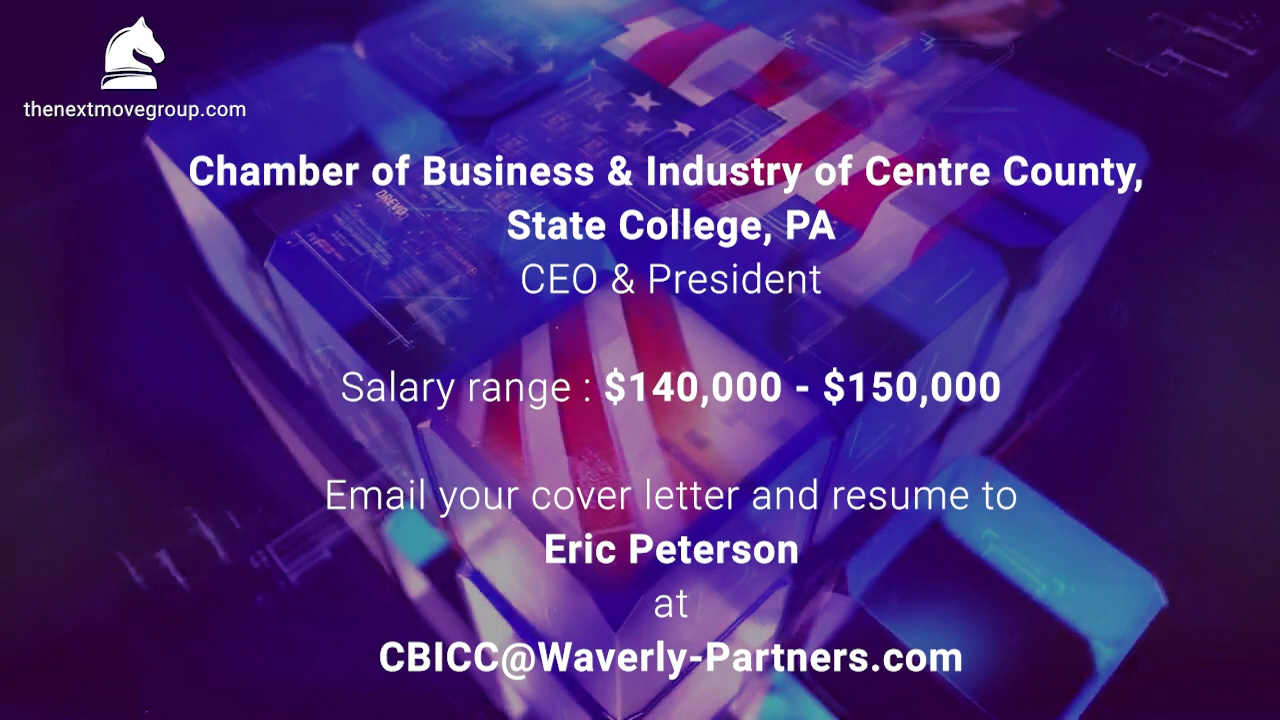 thenextmovegroup.com
Chamber of Business & Industry of Centre County,
State College, PA
CEO & President
Salary range : $140,000 - $150,000
Email your cover letter and resume to
Eric Peterson
at
CBICC@Waverly-Partners.com